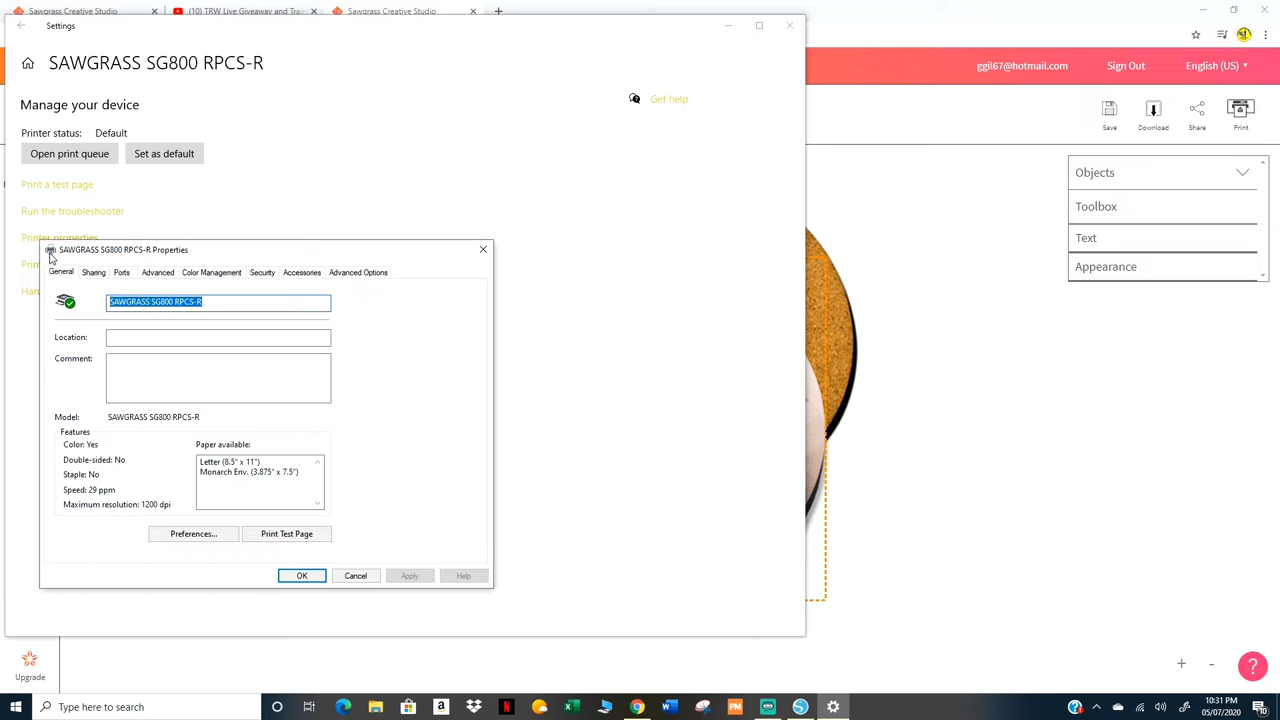 Sawgrass Creative Studio
(10) TRW Live Giveaway and Trai
Sawgrass Creative Studio
Settings
SAWGRASS SG800 RPCS-R
ggil67@hotmail.com
Sign Out
English (US)
Manage your device
Get help
Save
Download
Share
Print
Printer status: Default
Open print queue
Set as default
Objects
Print a test page
Toolbox
Run the troubleshooter
Text
Printer properties
Appearance
Prin
Har
SAWGRASS SG800 RPCS-R Properties
General
Sharing
Ports
Advanced
Color Management
Security
Accessories
Advanced Options
SAWGRASS SG800 RPCS-R
Location:
Comment:
Model: SAWGRASS SG800 RPCS-R
Features
Color: Yes
Double-sided: No
Staple: No
Speed: 29 ppm
Maximum resolution: 1200 dpi
Paper available:
Letter (8.5" x 11")
Monarch Env. (3.875" x 7.5")
Preferences...
Print Test Page
OK
Cancel
Apply
Help
Upgrade
+
-
?
Type here to search
10:31 PM
05/07/2020
10